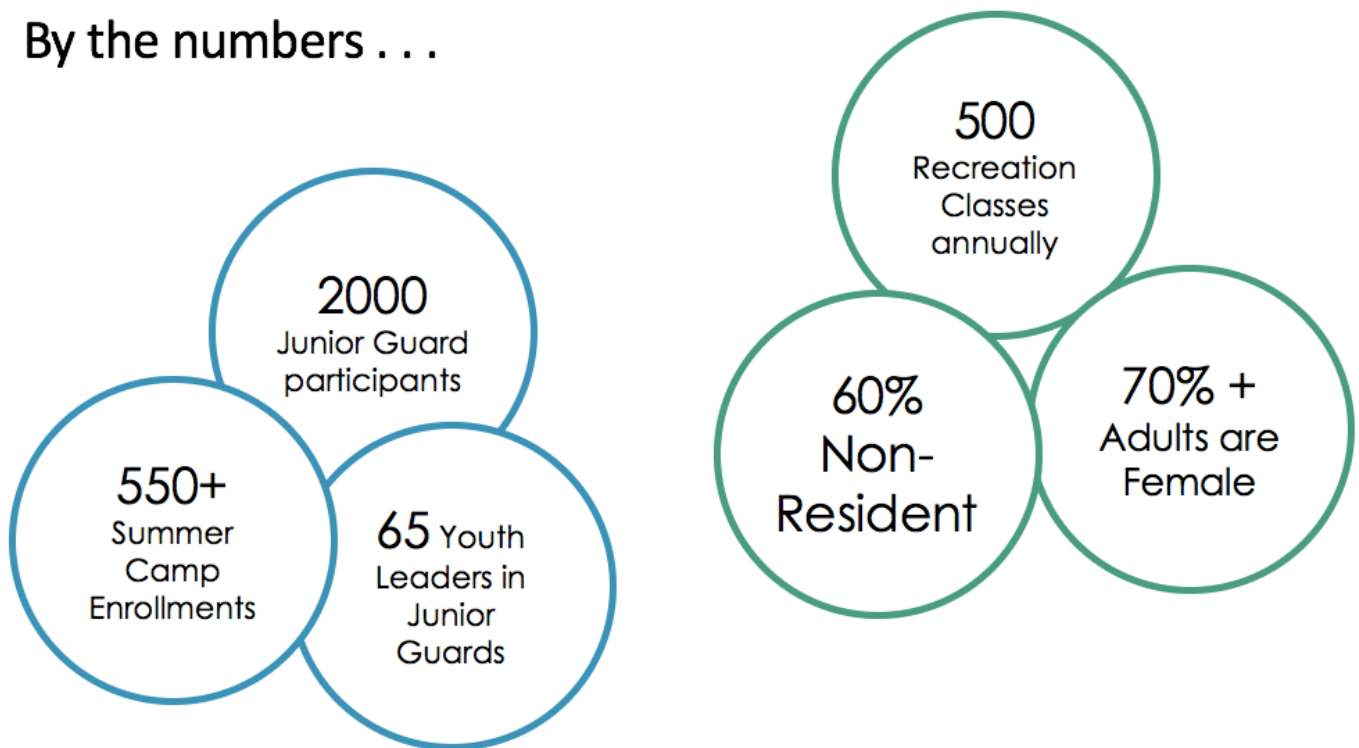 By the numbers . . .
2000
Junior Guard
participants
550+
Summer
Camp
Enrollments
65 Youth
Leaders in
Junior
Guards
500
Recreation
Classes
annually
60%
Non-
Resident
70% +
Adults are
Female